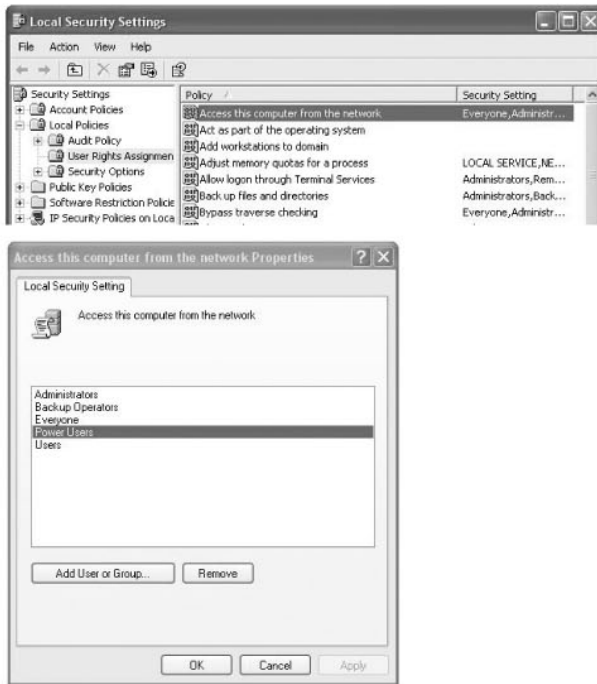 Local Security Settings
File Action View Help
Security Settings
Account Policies
Local Policies
Audit Policy
User Rights Assignmen
Security Options
Public Key Policies
Software Restriction Policie
IP Security Policies on Loca
Policy Security Setting
Access this computer from the network Everyone,Administr...
Act as part of the operating system
Add workstations to domain
Adjust memory quotas for a process LOCAL SERVICE,NE...
Allow logon through Terminal Services Administrators,Rem...
Back up files and directories Administrators,Back...
Bypass traverse checking Everyone,Administr...
Access this computer from the network Properties
Local Security Setting
Access this computer from the network
Administrators
Backup Operators
Everyone
Power Users
Users
Add User or Group... Remove
OK Cancel Apply